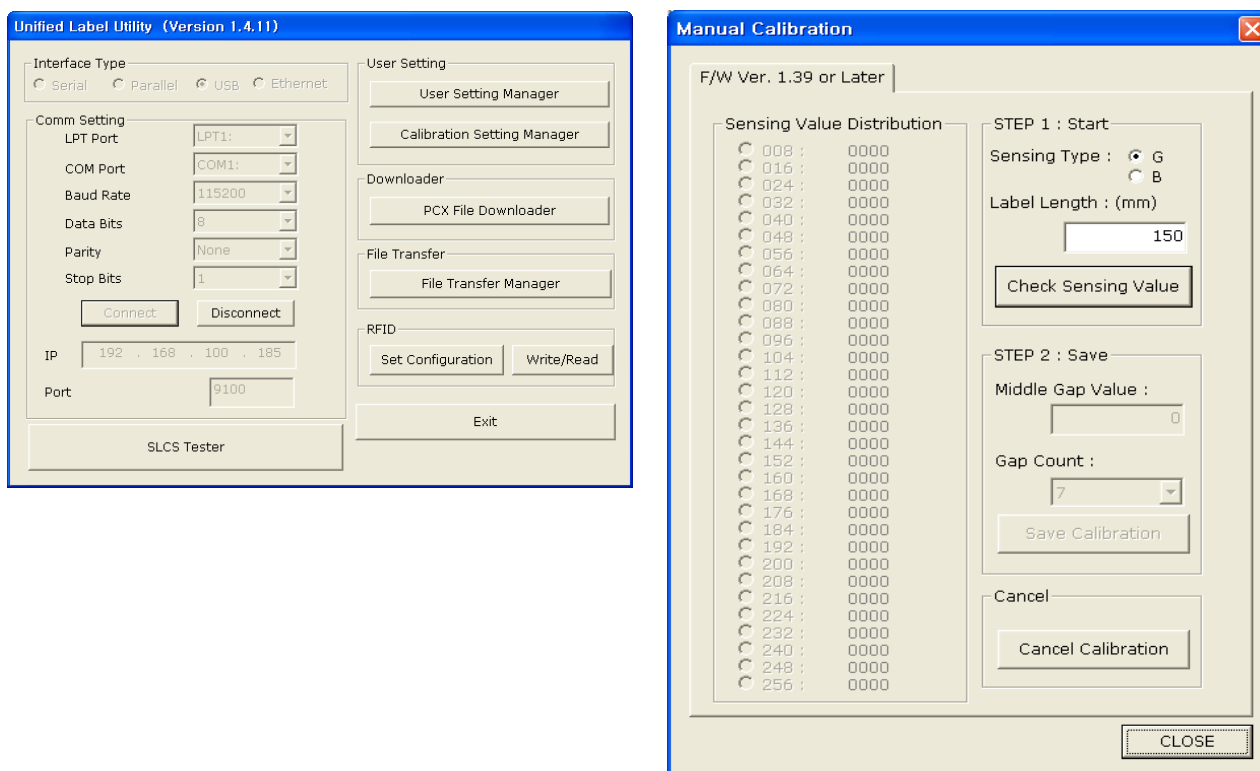 Unified Label Utility (Version 1.4.11)
Interface Type
Serial Parallel USB Ethernet
Comm Setting
LPT Port LPT1:
COM Port COM1:
Baud Rate 115200
Data Bits 8
Parity None
Stop Bits 1
Connect Disconnect
IP 192 . 168 . 100 . 185
Port 9100
SLCS Tester
User Setting
User Setting Manager
Calibration Setting Manager
Downloader
PCX File Downloader
File Transfer
File Transfer Manager
RFID
Set Configuration Write/Read
Exit
Manual Calibration
F/W Ver. 1.39 or Later
Sensing Value Distribution
008 : 0000
016 : 0000
024 : 0000
032 : 0000
040 : 0000
048 : 0000
056 : 0000
064 : 0000
072 : 0000
080 : 0000
088 : 0000
096 : 0000
104 : 0000
112 : 0000
120 : 0000
128 : 0000
136 : 0000
144 : 0000
152 : 0000
160 : 0000
168 : 0000
176 : 0000
184 : 0000
192 : 0000
200 : 0000
208 : 0000
216 : 0000
224 : 0000
232 : 0000
240 : 0000
248 : 0000
256 : 0000
STEP 1 : Start
Sensing Type : G
B
Label Length : (mm)
150
Check Sensing Value
STEP 2 : Save
Middle Gap Value :
0
Gap Count :
7
Save Calibration
Cancel
Cancel Calibration
CLOSE